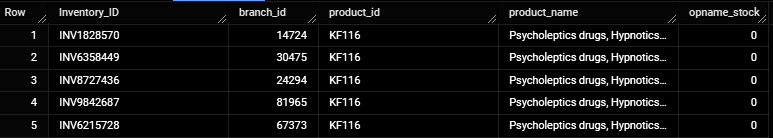 Row Inventory_ID branch_id product_id product_name opname_stock
1 INV1828570 14724 KF116 Psycholeptics drugs, Hypnotics... 0
2 INV6358449 30475 KF116 Psycholeptics drugs, Hypnotics... 0
3 INV8727436 24294 KF116 Psycholeptics drugs, Hypnotics... 0
4 INV9842687 81965 KF116 Psycholeptics drugs, Hypnotics... 0
5 INV6215728 67373 KF116 Psycholeptics drugs, Hypnotics... 0